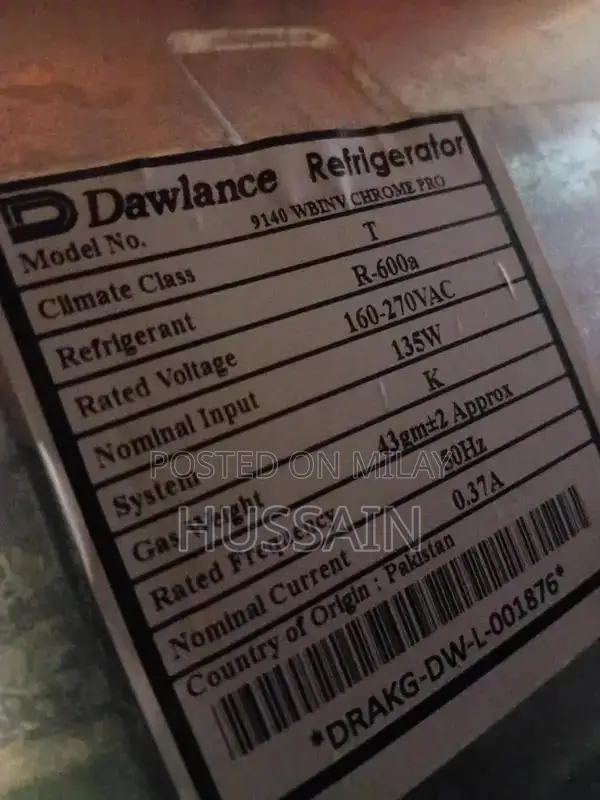 Dawlance Refrigerator
Model No. 9140 WBINV CHROME PRO
Climate Class T
Refrigerant R-600a
Rated Voltage 160-270VAC
Nominal Input 135W
System K
Gas Weight 43gm±2 Approx
Rated Frequency 50Hz
Nominal Current 0.37A
Country of Origin : Pakistan
*DRAKG-DW-L-001876*
POSTED ON MILAY
HUSSAIN